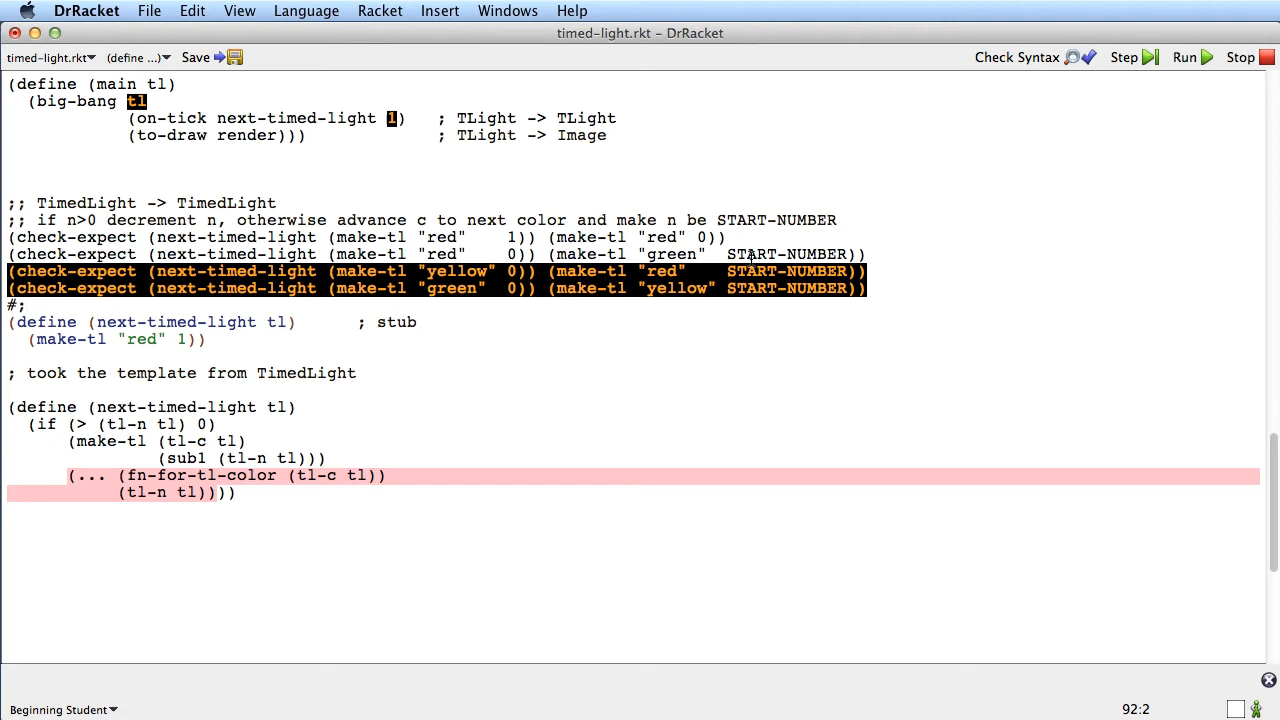 DrRacket File Edit View Language Racket Insert Windows Help
timed-light.rkt – DrRacket
timed-light.rkt (define ...) Save Check Syntax Step Run Stop
(define (main tl)
(big-bang tl
(on-tick next-timed-light 1) ; TLight -> TLight
(to-draw render))) ; TLight -> Image
;; TimedLight -> TimedLight
;; if n>0 decrement n, otherwise advance c to next color and make n be START-NUMBER
(check-expect (next-timed-light (make-tl "red" 1)) (make-tl "red" 0))
(check-expect (next-timed-light (make-tl "red" 0)) (make-tl "green" START-NUMBER))
(check-expect (next-timed-light (make-tl "yellow" 0)) (make-tl "red" START-NUMBER))
(check-expect (next-timed-light (make-tl "green" 0)) (make-tl "yellow" START-NUMBER))
#;
(define (next-timed-light tl) ; stub
(make-tl "red" 1))
; took the template from TimedLight
(define (next-timed-light tl)
(if (> (tl-n tl) 0)
(make-tl (tl-c tl)
(sub1 (tl-n tl)))
(... (fn-for-tl-color (tl-c tl))
(tl-n tl))))
Beginning Student 92:2